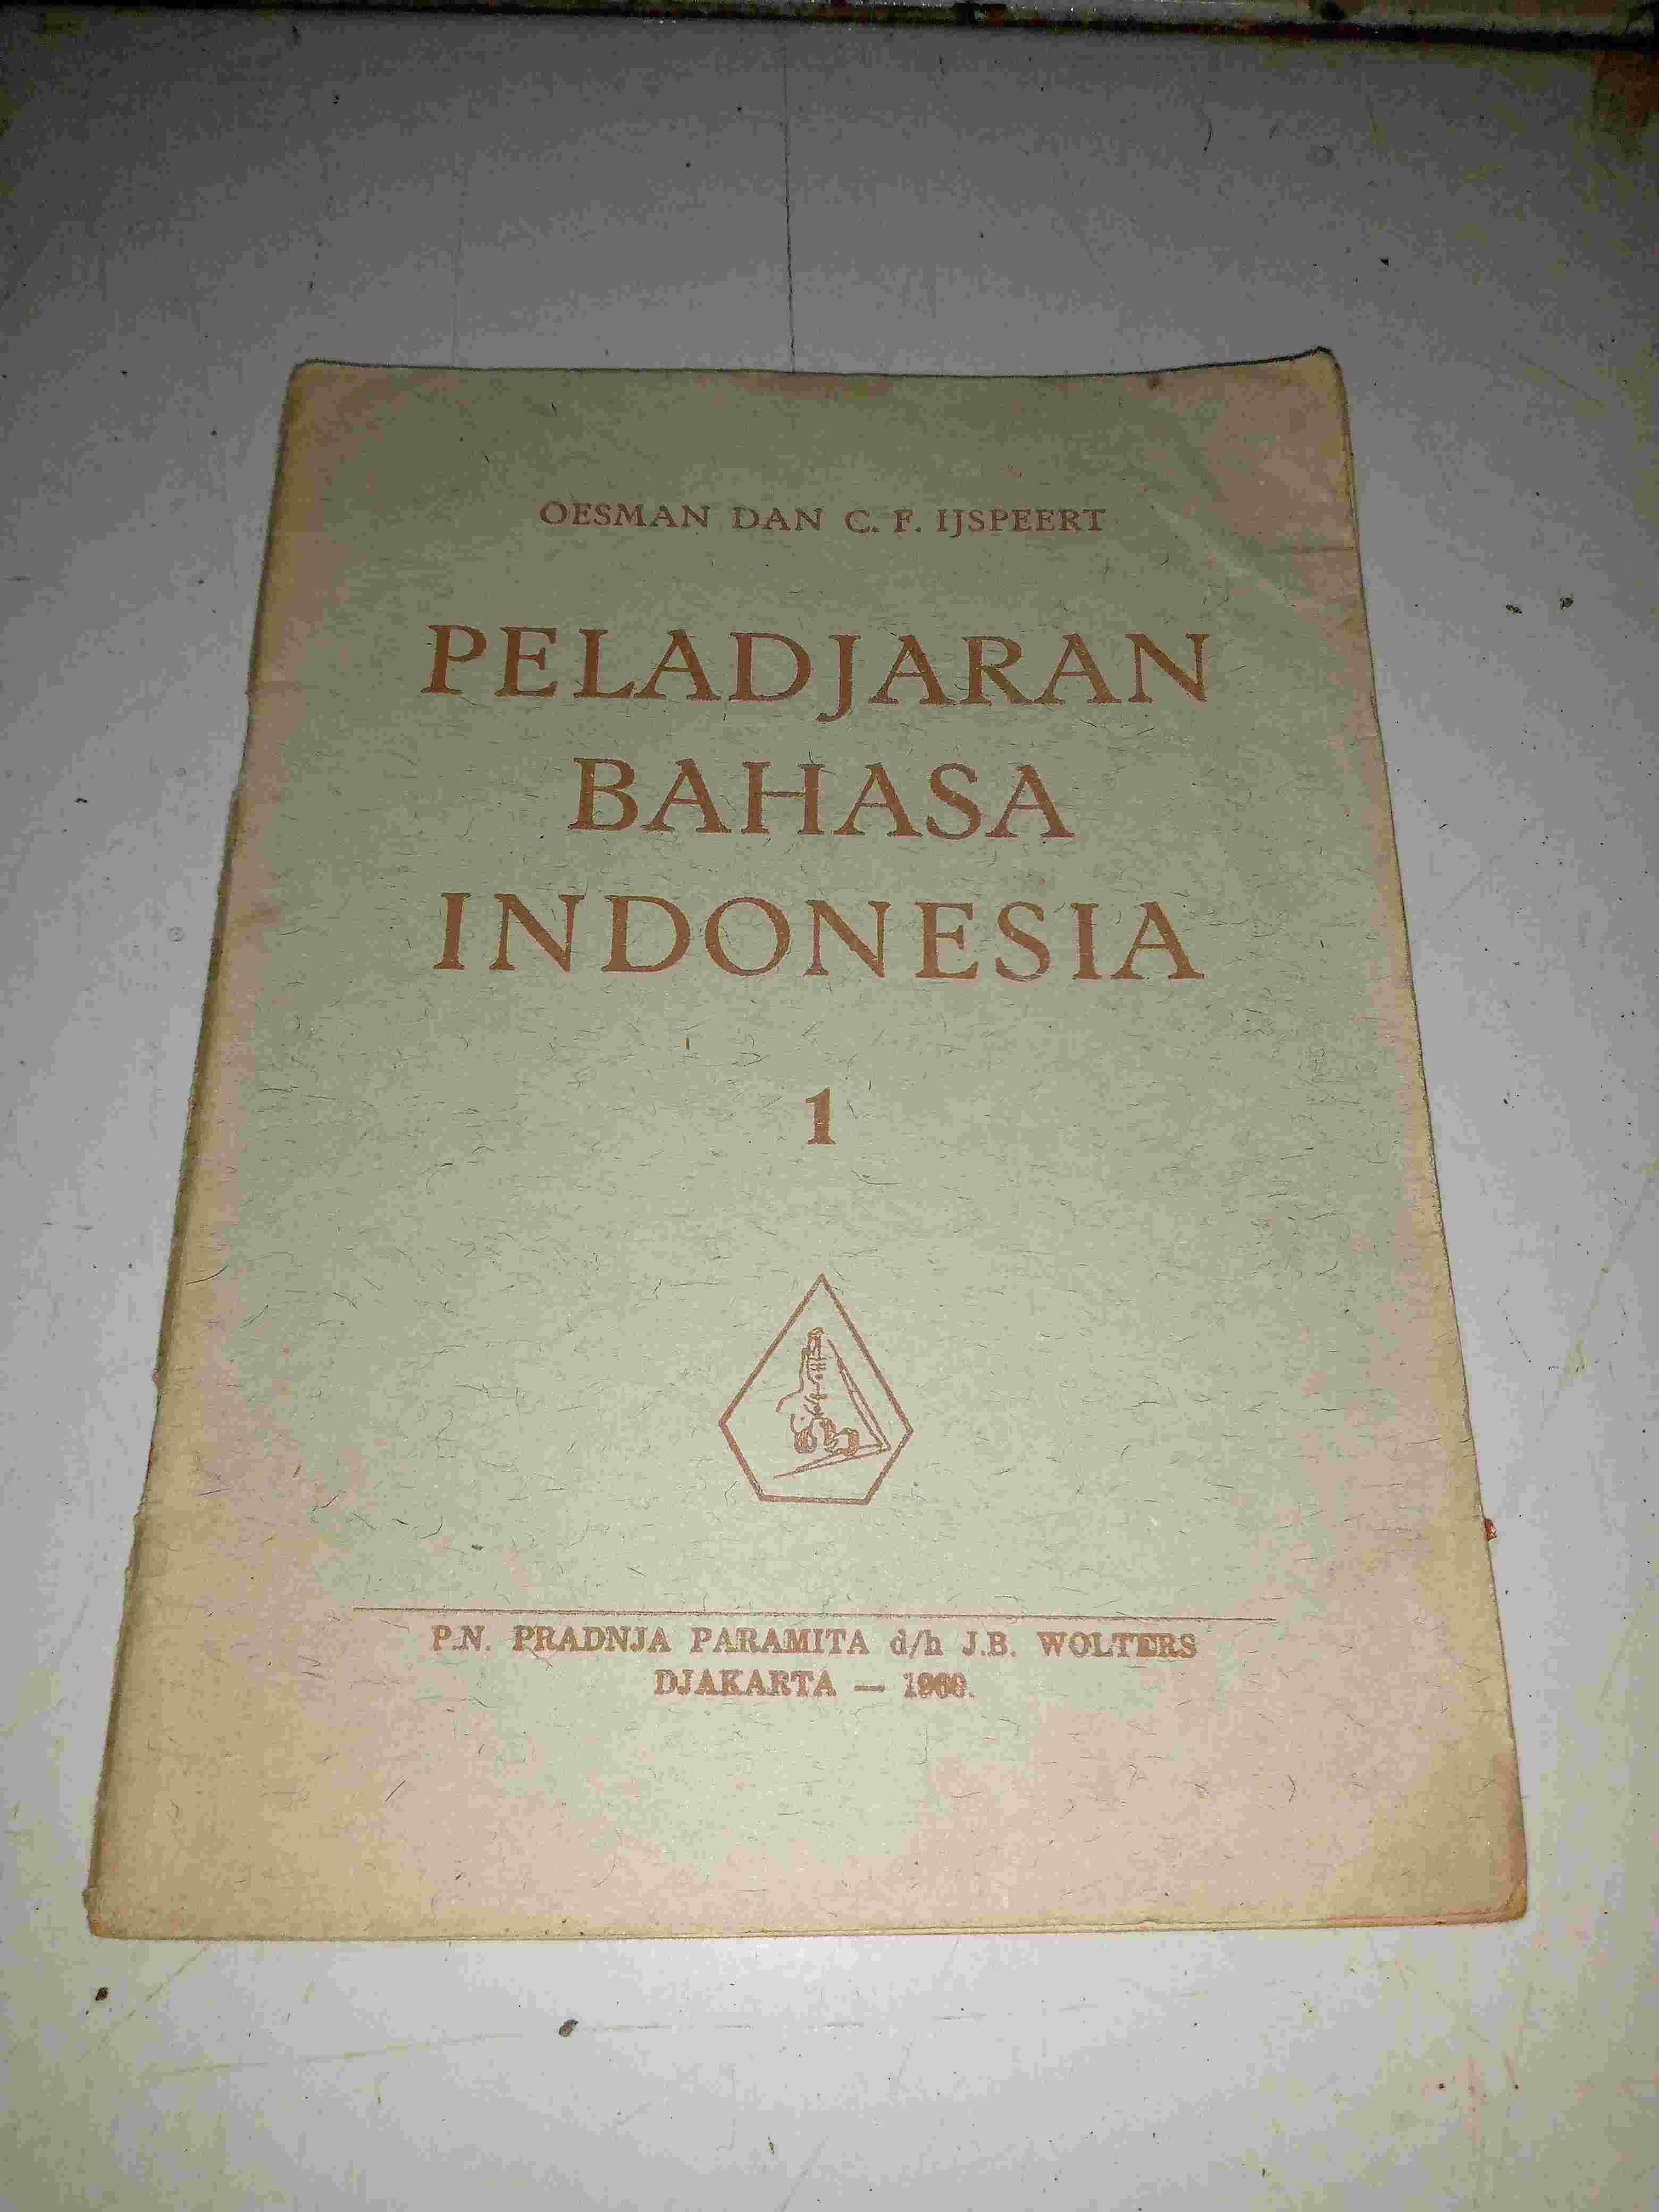 OESMAN DAN C. F. IJSPEERT
PELADJARAN
BAHASA
INDONESIA
1
P.N. PRADNJA PARAMITA d/h J.B. WOLTERS
DJAKARTA —